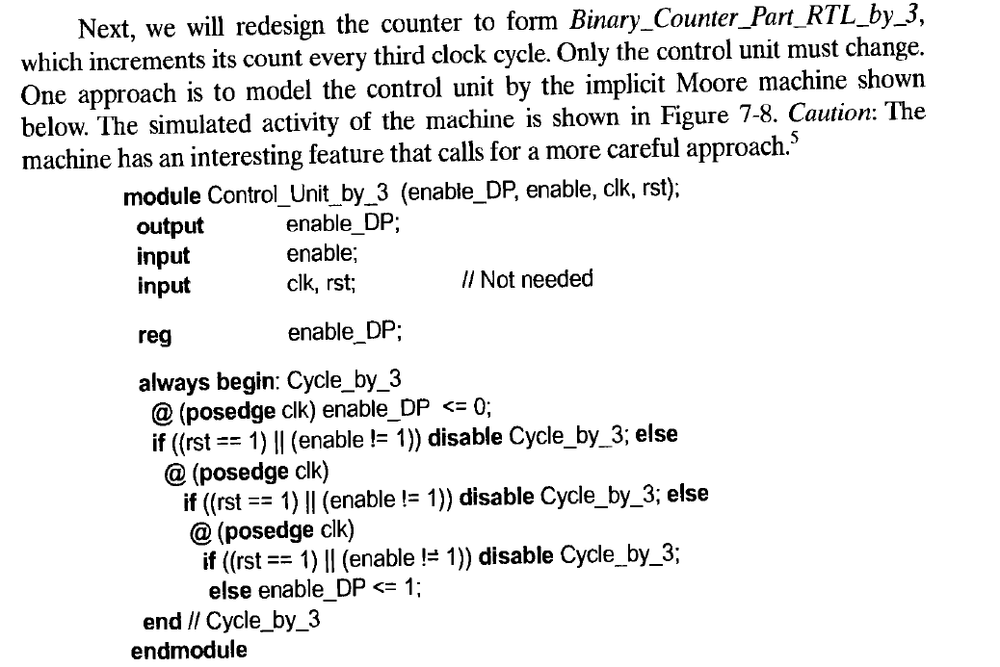 Next, we will redesign the counter to form Binary_Counter_Part_RTL_by_3,
which increments its count every third clock cycle. Only the control unit must change.
One approach is to model the control unit by the implicit Moore machine shown
below. The simulated activity of the machine is shown in Figure 7-8. Caution: The
machine has an interesting feature that calls for a more careful approach.5
module Control_Unit_by_3 (enable_DP, enable, clk, rst);
output enable_DP;
input enable;
input clk, rst; // Not needed
reg enable_DP;
always begin: Cycle_by_3
@ (posedge clk) enable_DP <= 0;
if ((rst == 1) || (enable != 1)) disable Cycle_by_3; else
@ (posedge clk)
if ((rst == 1) || (enable != 1)) disable Cycle_by_3; else
@ (posedge clk)
if ((rst == 1) || (enable != 1)) disable Cycle_by_3;
else enable_DP <= 1;
end // Cycle_by_3
endmodule